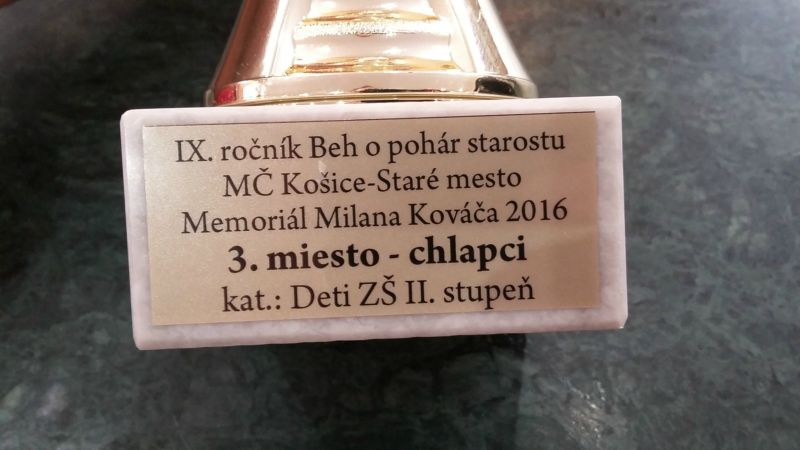 IX. ročník Beh o pohár starostu
MČ Košice-Staré mesto
Memoriál Milana Kováča 2016
3. miesto - chlapci
kat.: Deti ZŠ II. stupeň